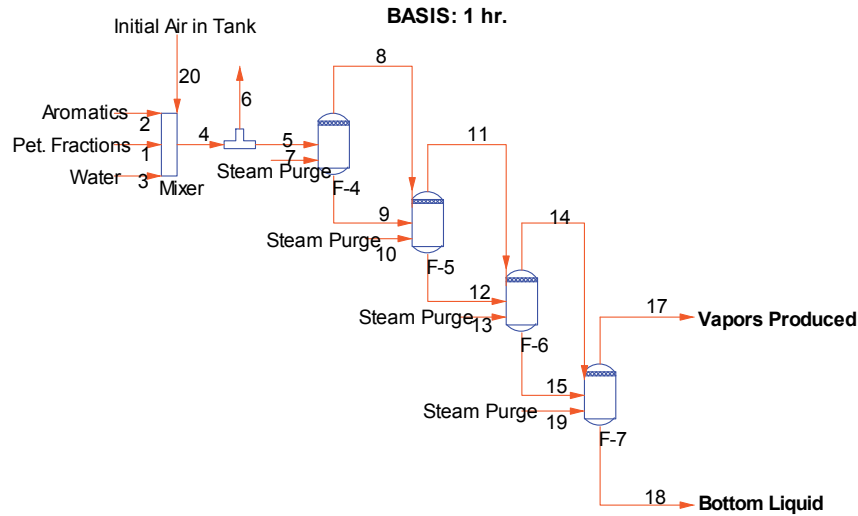 BASIS: 1 hr.
Initial Air in Tank
8
20
6
Aromatics
2
4
5
11
Pet. Fractions
1
7
Steam Purge
Water
3
Mixer
F-4
14
9
Steam Purge
10
F-5
12
17
Steam Purge
13
Vapors Produced
F-6
15
Steam Purge
19
F-7
18
Bottom Liquid